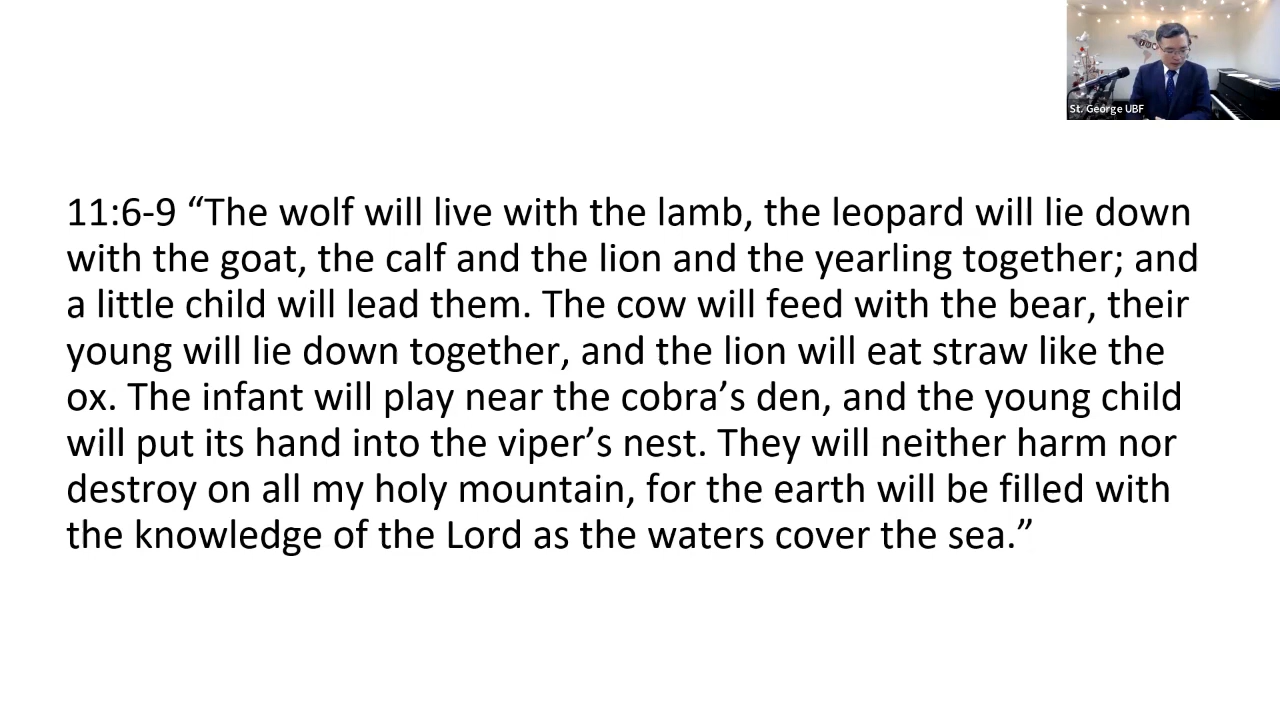 St. George UBF
11:6-9 “The wolf will live with the lamb, the leopard will lie down
with the goat, the calf and the lion and the yearling together; and
a little child will lead them. The cow will feed with the bear, their
young will lie down together, and the lion will eat straw like the
ox. The infant will play near the cobra’s den, and the young child
will put its hand into the viper’s nest. They will neither harm nor
destroy on all my holy mountain, for the earth will be filled with
the knowledge of the Lord as the waters cover the sea.”